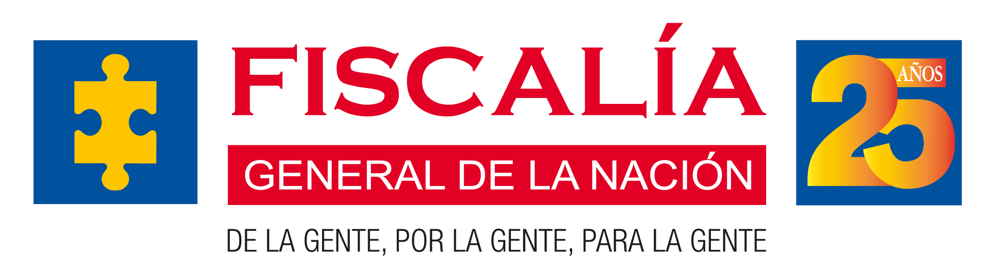 FISCALÍA
GENERAL DE LA NACIÓN
DE LA GENTE, POR LA GENTE, PARA LA GENTE
25 AÑOS